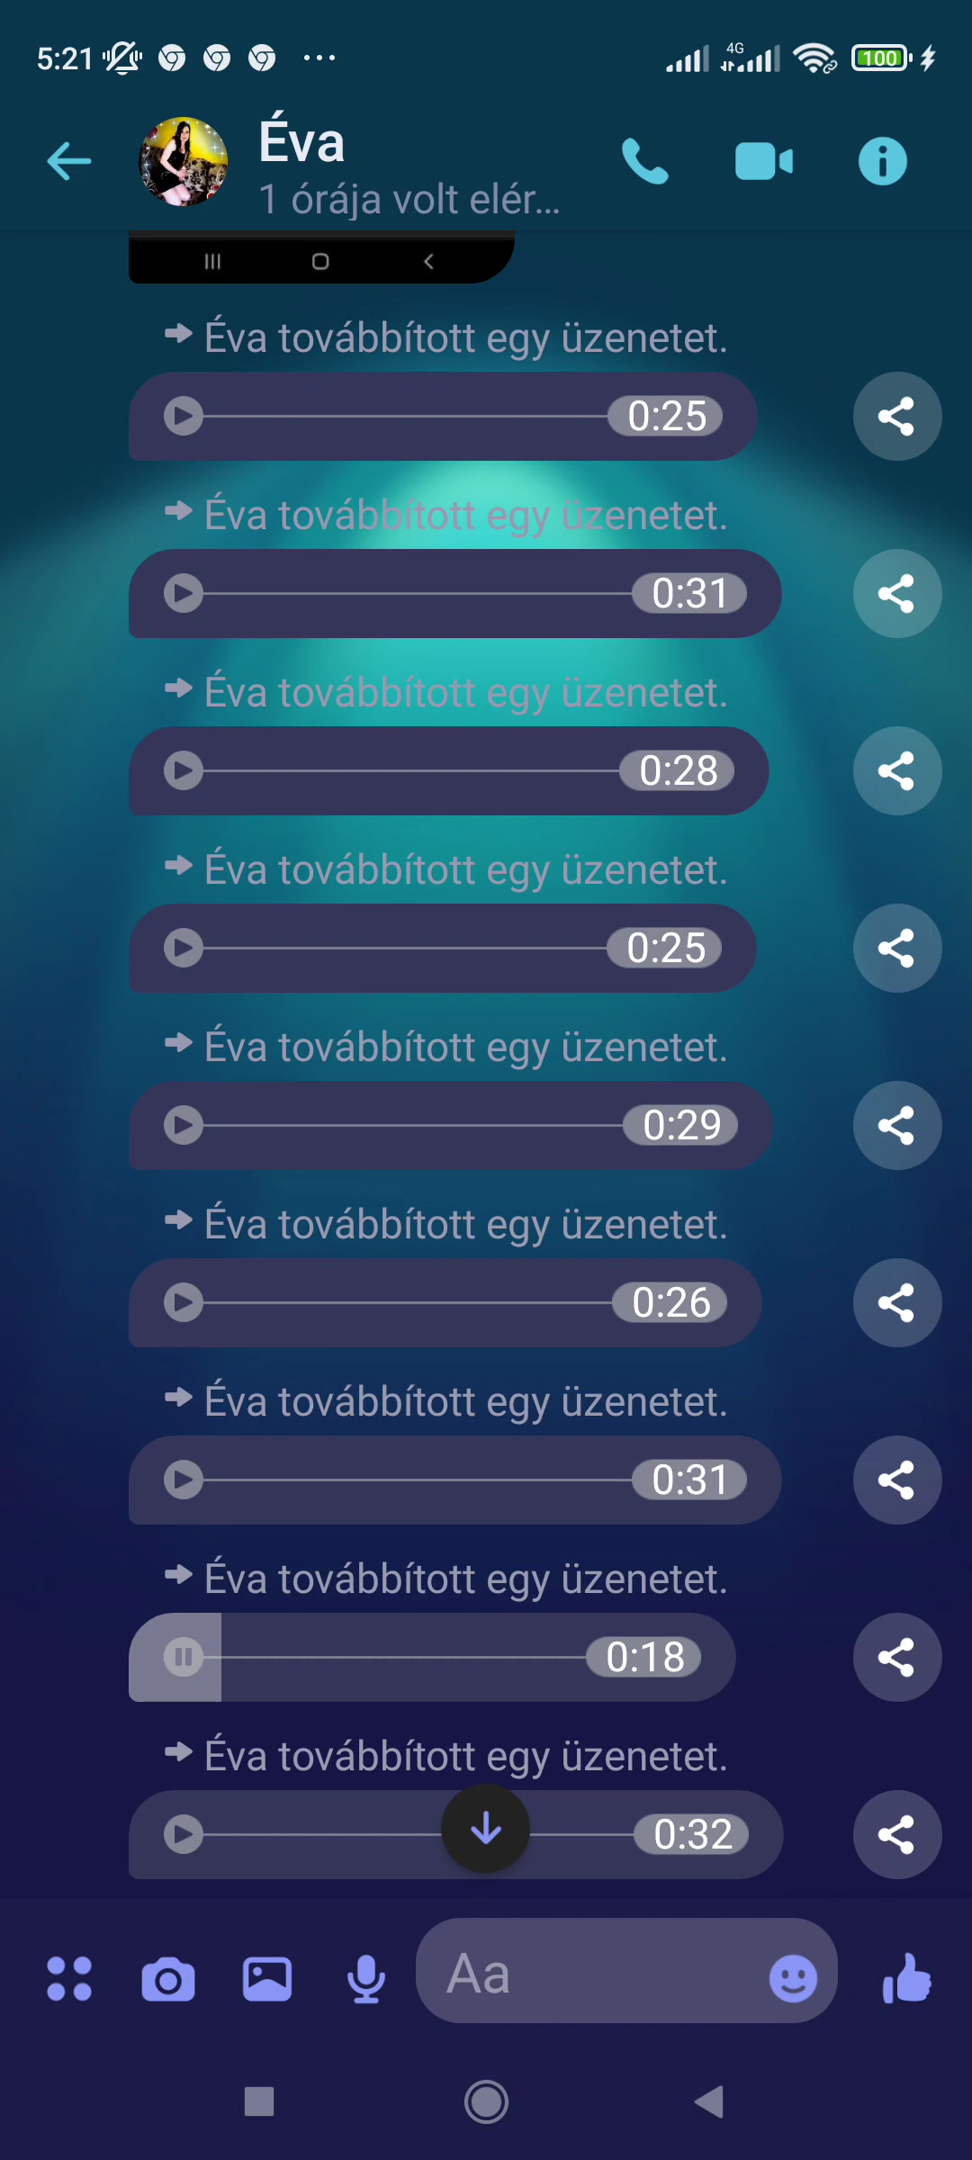 5:21 4G 100
Éva
1 órája volt elér...
Éva továbbított egy üzenetet.
0:25
Éva továbbított egy üzenetet.
0:31
Éva továbbított egy üzenetet.
0:28
Éva továbbított egy üzenetet.
0:25
Éva továbbított egy üzenetet.
0:29
Éva továbbított egy üzenetet.
0:26
Éva továbbított egy üzenetet.
0:31
Éva továbbított egy üzenetet.
0:18
Éva továbbított egy üzenetet.
0:32
Aa